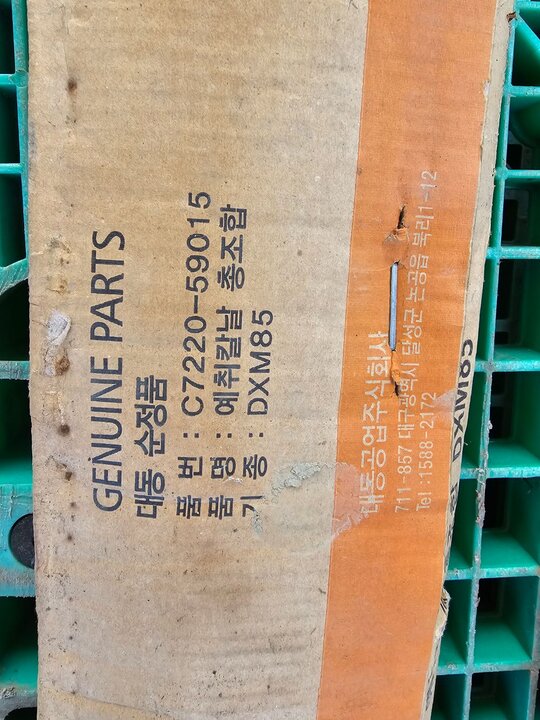 GENUINE PARTS
대동 순정품
품 번 : C7220-59015
품 명 : 예취칼날 총조합
기 종 : DXM85
대동공업주식회사
711-857 대구광역시 달성군 논공읍 북리1-12
Tel : 1588-2172
DXM85